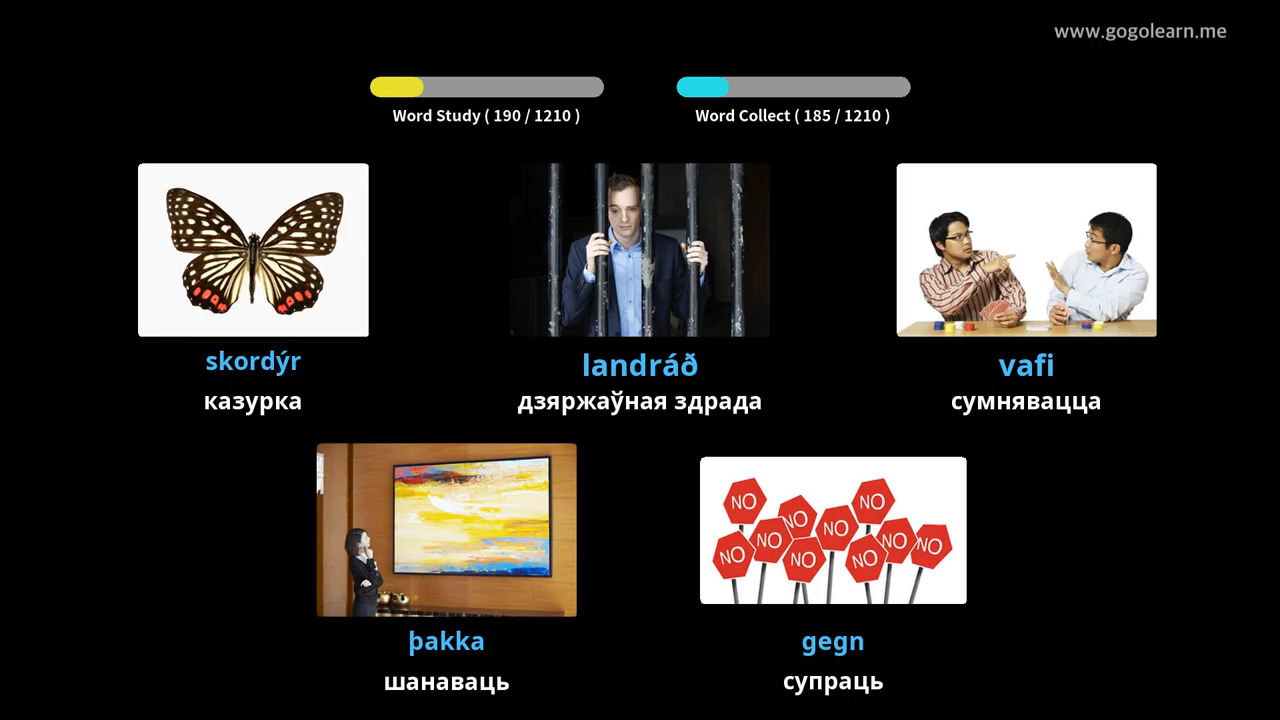 www.gogolearn.me
Word Study ( 190 / 1210 )
Word Collect ( 185 / 1210 )
skordýr
landráð
vafi
казурка
дзяржаўная здрада
сумнявацца
NO
NO
NO
NO
NO
NO
NO
NO
NO
NO
þakka
gegn
шанаваць
супраць